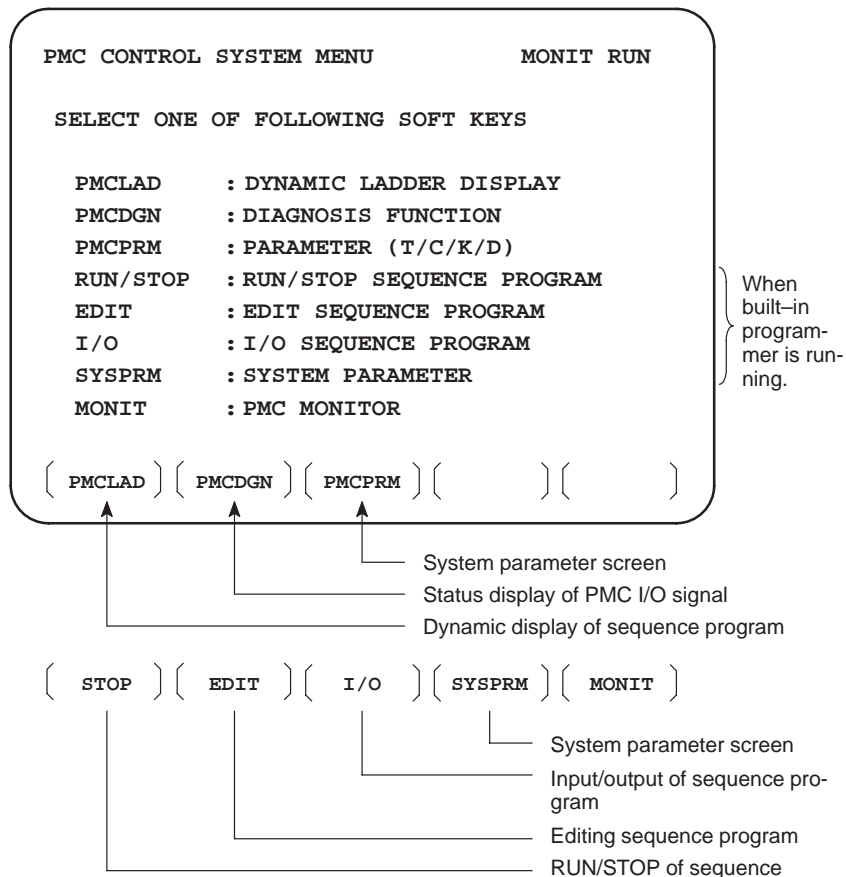 PMC CONTROL SYSTEM MENU MONIT RUN
SELECT ONE OF FOLLOWING SOFT KEYS
PMCLAD : DYNAMIC LADDER DISPLAY
PMCDGN : DIAGNOSIS FUNCTION
PMCPRM : PARAMETER (T/C/K/D)
RUN/STOP : RUN/STOP SEQUENCE PROGRAM
EDIT : EDIT SEQUENCE PROGRAM
I/O : I/O SEQUENCE PROGRAM
SYSPRM : SYSTEM PARAMETER
MONIT : PMC MONITOR
When
built–in
program-
mer is run-
ning.
PMCLAD PMCDGN PMCPRM
System parameter screen
Status display of PMC I/O signal
Dynamic display of sequence program
STOP EDIT I/O SYSPRM MONIT
System parameter screen
Input/output of sequence pro-
gram
Editing sequence program
RUN/STOP of sequence